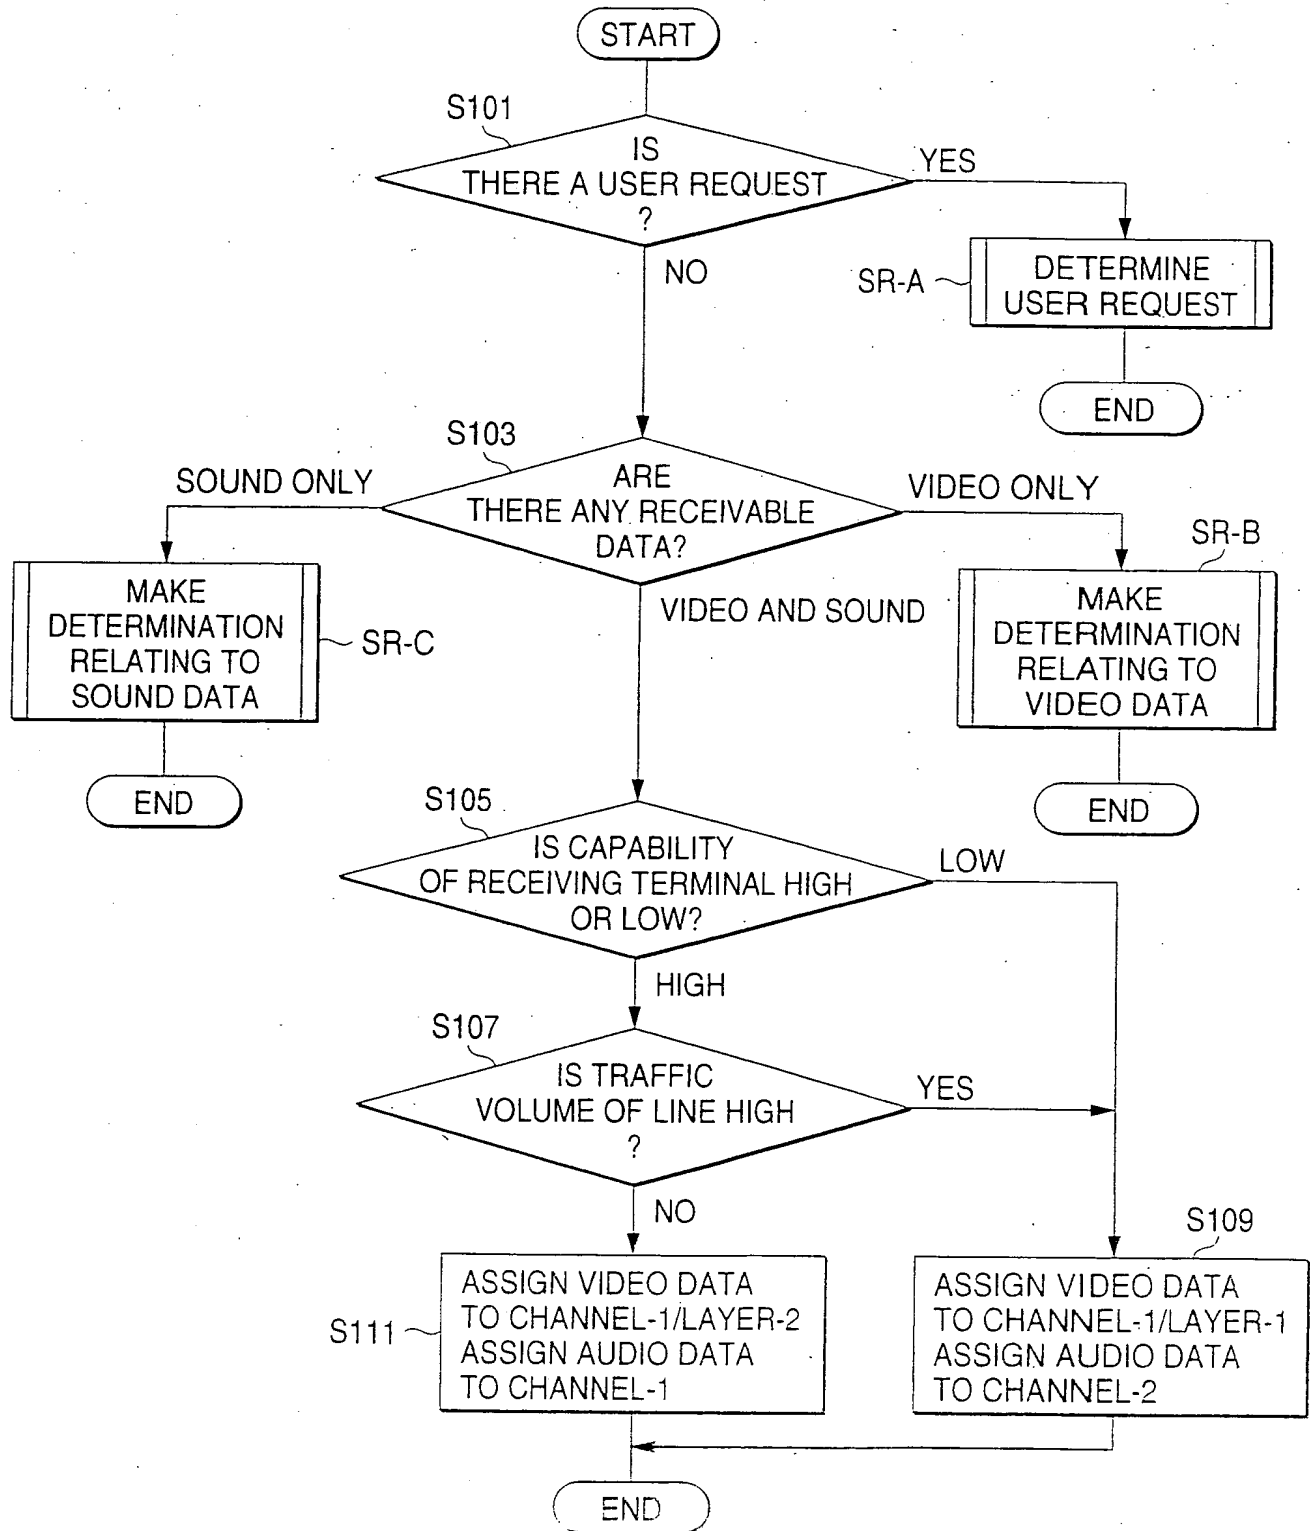 START
S101
IS
THERE A USER REQUEST
?
YES
NO
SR-A
DETERMINE
USER REQUEST
END
S103
SOUND ONLY
ARE
THERE ANY RECEIVABLE
DATA?
VIDEO ONLY
SR-B
VIDEO AND SOUND
MAKE
DETERMINATION
RELATING TO
SOUND DATA
SR-C
MAKE
DETERMINATION
RELATING TO
VIDEO DATA
END
END
S105
IS CAPABILITY
OF RECEIVING TERMINAL HIGH
OR LOW?
LOW
HIGH
S107
IS TRAFFIC
VOLUME OF LINE HIGH
?
YES
NO
S109
S111
ASSIGN VIDEO DATA
TO CHANNEL-1/LAYER-2
ASSIGN AUDIO DATA
TO CHANNEL-1
ASSIGN VIDEO DATA
TO CHANNEL-1/LAYER-1
ASSIGN AUDIO DATA
TO CHANNEL-2
END